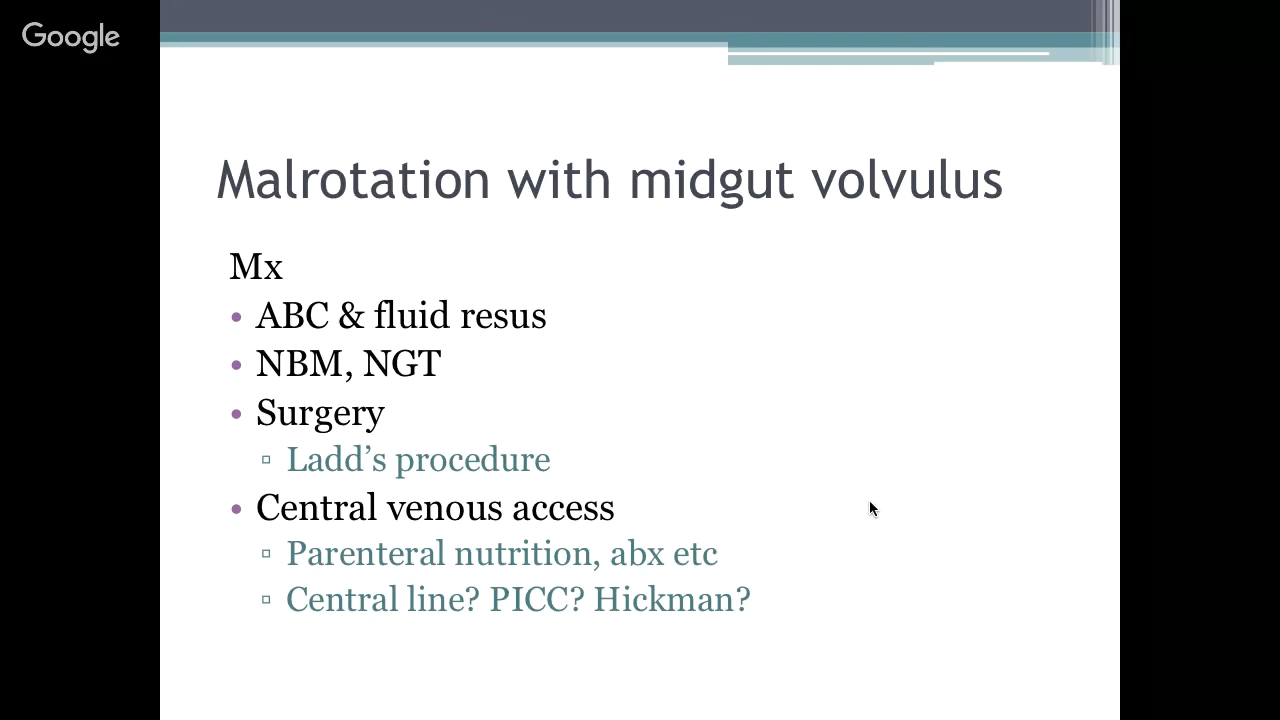 Google
Malrotation with midgut volvulus
Mx
• ABC & fluid resus
• NBM, NGT
• Surgery
▫ Ladd’s procedure
• Central venous access
▫ Parenteral nutrition, abx etc
▫ Central line? PICC? Hickman?